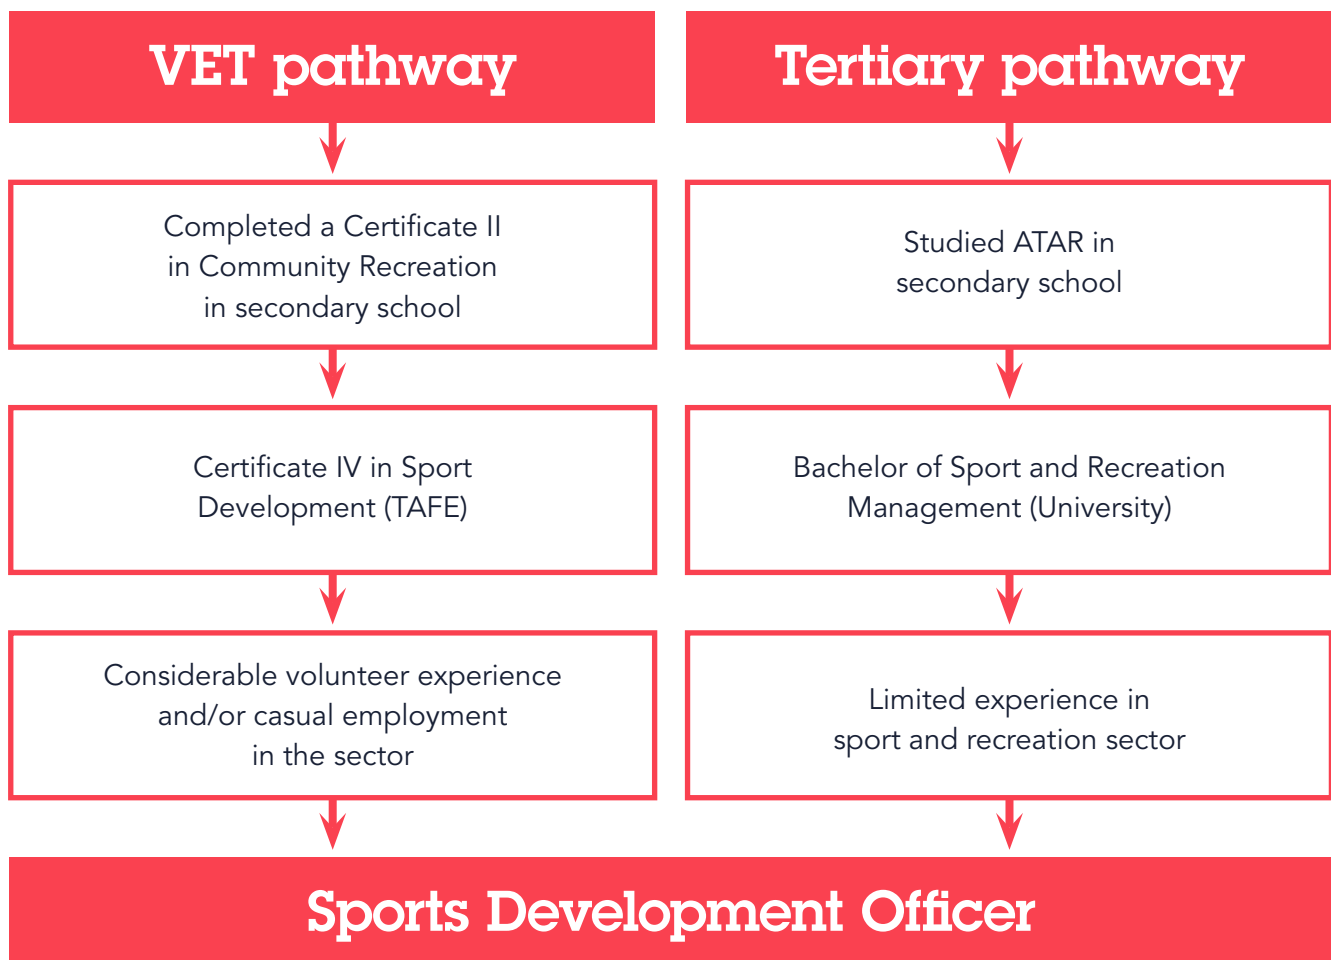 VET pathway
Completed a Certificate II
in Community Recreation
in secondary school
Certificate IV in Sport
Development (TAFE)
Considerable volunteer experience
and/or casual employment
in the sector
Tertiary pathway
Studied ATAR in
secondary school
Bachelor of Sport and Recreation
Management (University)
Limited experience in
sport and recreation sector
Sports Development Officer